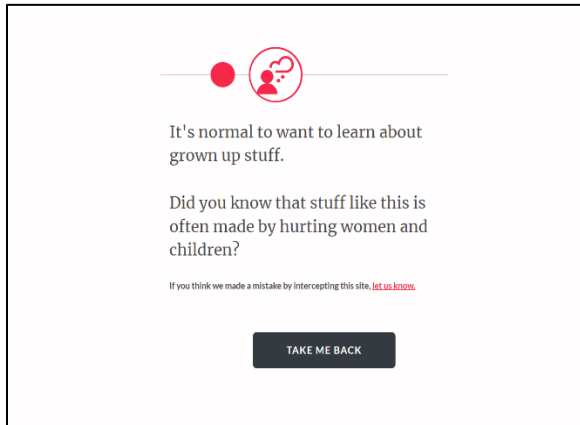 It's normal to want to learn about
grown up stuff.
Did you know that stuff like this is
often made by hurting women and
children?
If you think we made a mistake by intercepting this site, let us know.
TAKE ME BACK